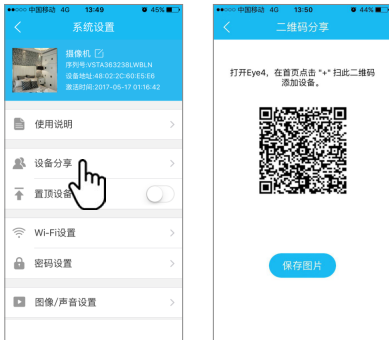 中国移动 4G 13:49 45%
系统设置
摄像机
序列号:VSTA363238LWBLN
设备地址:48:02:2C:60:E5:E6
激活时间:2017-05-17 01:16:42
使用说明
设备分享
置顶设备
Wi-Fi设置
密码设置
图像/声音设置
中国移动 4G 13:50 44%
二维码分享
打开Eye4，在首页点击 "+" 扫此二维码
添加设备。
保存图片